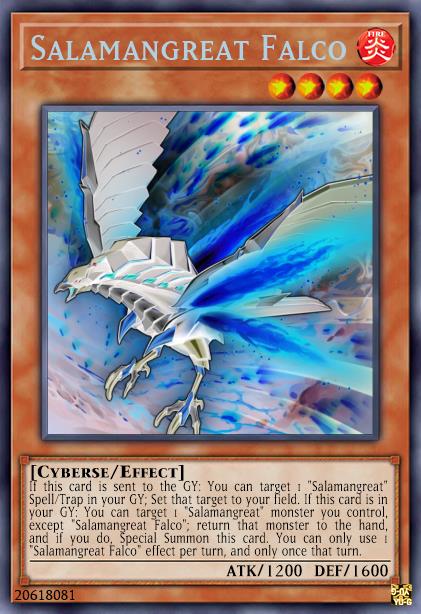 Salamangreat Falco
FIRE
炎
[Cyberse/Effect]
If this card is sent to the GY: You can target 1 "Salamangreat"
Spell/Trap in your GY; Set that target to your field. If this card is in
your GY: You can target 1 "Salamangreat" monster you control,
except "Salamangreat Falco"; return that monster to the hand,
and if you do, Special Summon this card. You can only use 1
"Salamangreat Falco" effect per turn, and only once that turn.
ATK/1200 DEF/1600
20618081